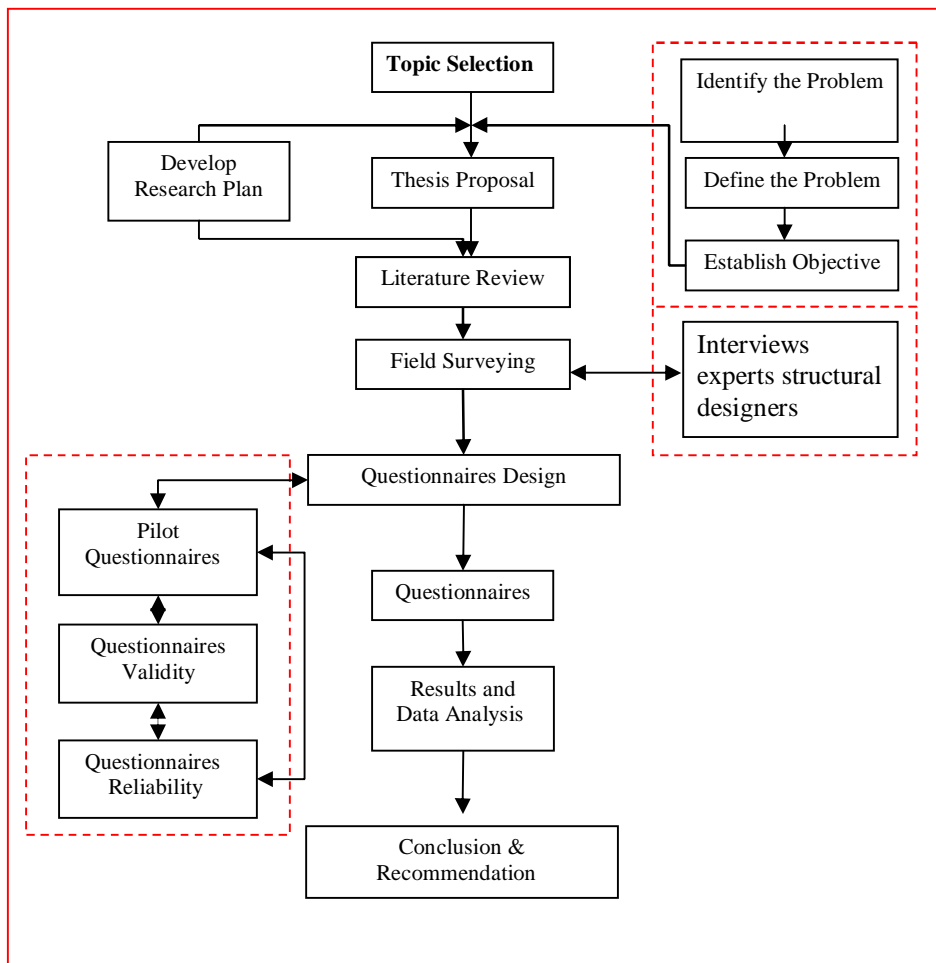 Topic Selection
Identify the Problem
Develop
Research Plan
Thesis Proposal
Define the Problem
Literature Review
Establish Objective
Field Surveying
Interviews
experts structural
designers
Questionnaires Design
Pilot
Questionnaires
Questionnaires
Questionnaires
Validity
Results and
Data Analysis
Questionnaires
Reliability
Conclusion &
Recommendation